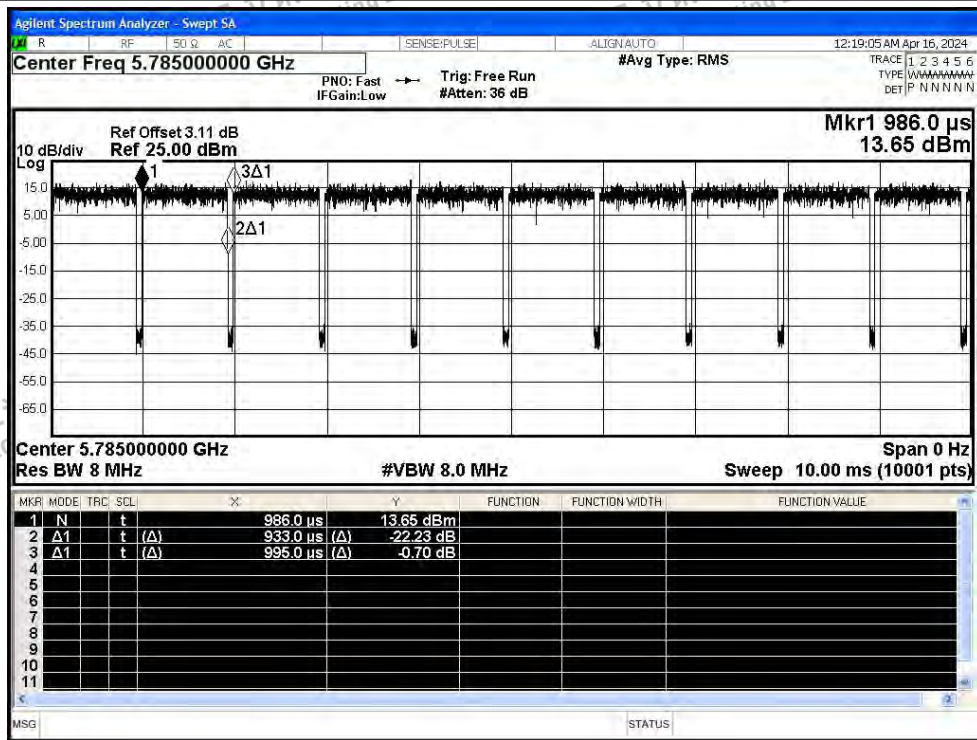 Agilent Spectrum Analyzer - Swept SA
R RF 50 Ω AC SENSE:PULSE ALIGN AUTO 12:19:05 AM Apr 16, 2024
Center Freq 5.785000000 GHz #Avg Type: RMS TRACE 1 2 3 4 5 6
PNO: Fast Trig: Free Run TYPE
IFGain:Low #Atten: 36 dB DET P N N N N N
Mkr1 986.0 µs
Ref Offset 3.11 dB
10 dB/div Ref 25.00 dBm 13.65 dBm
Log
1 3Δ1
15.0
5.00
2Δ1
-5.00
-15.0
-25.0
-35.0
-45.0
-55.0
-65.0
Center 5.785000000 GHz Span 0 Hz
Res BW 8 MHz #VBW 8.0 MHz Sweep 10.00 ms (10001 pts)
MKR MODE TRC SCL X Y FUNCTION FUNCTION WIDTH FUNCTION VALUE
1 N t 986.0 µs 13.65 dBm
2 Δ1 t (Δ) 933.0 µs (Δ) -22.23 dB
3 Δ1 t (Δ) 995.0 µs (Δ) -0.70 dB
4
5
6
7
8
9
10
11
MSG STATUS